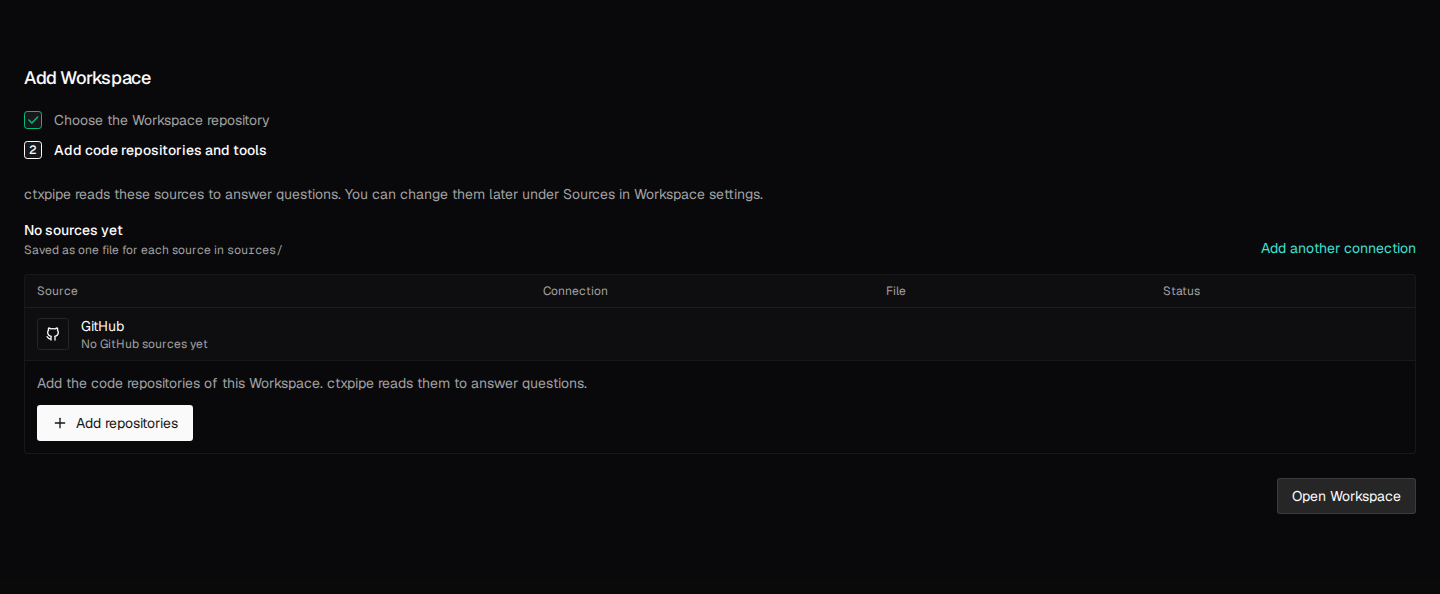 Add Workspace
Choose the Workspace repository
2 Add code repositories and tools
ctxpipe reads these sources to answer questions. You can change them later under Sources in Workspace settings.
No sources yet
Saved as one file for each source in sources/
Add another connection
Source Connection File Status
GitHub
No GitHub sources yet
Add the code repositories of this Workspace. ctxpipe reads them to answer questions.
+ Add repositories
Open Workspace